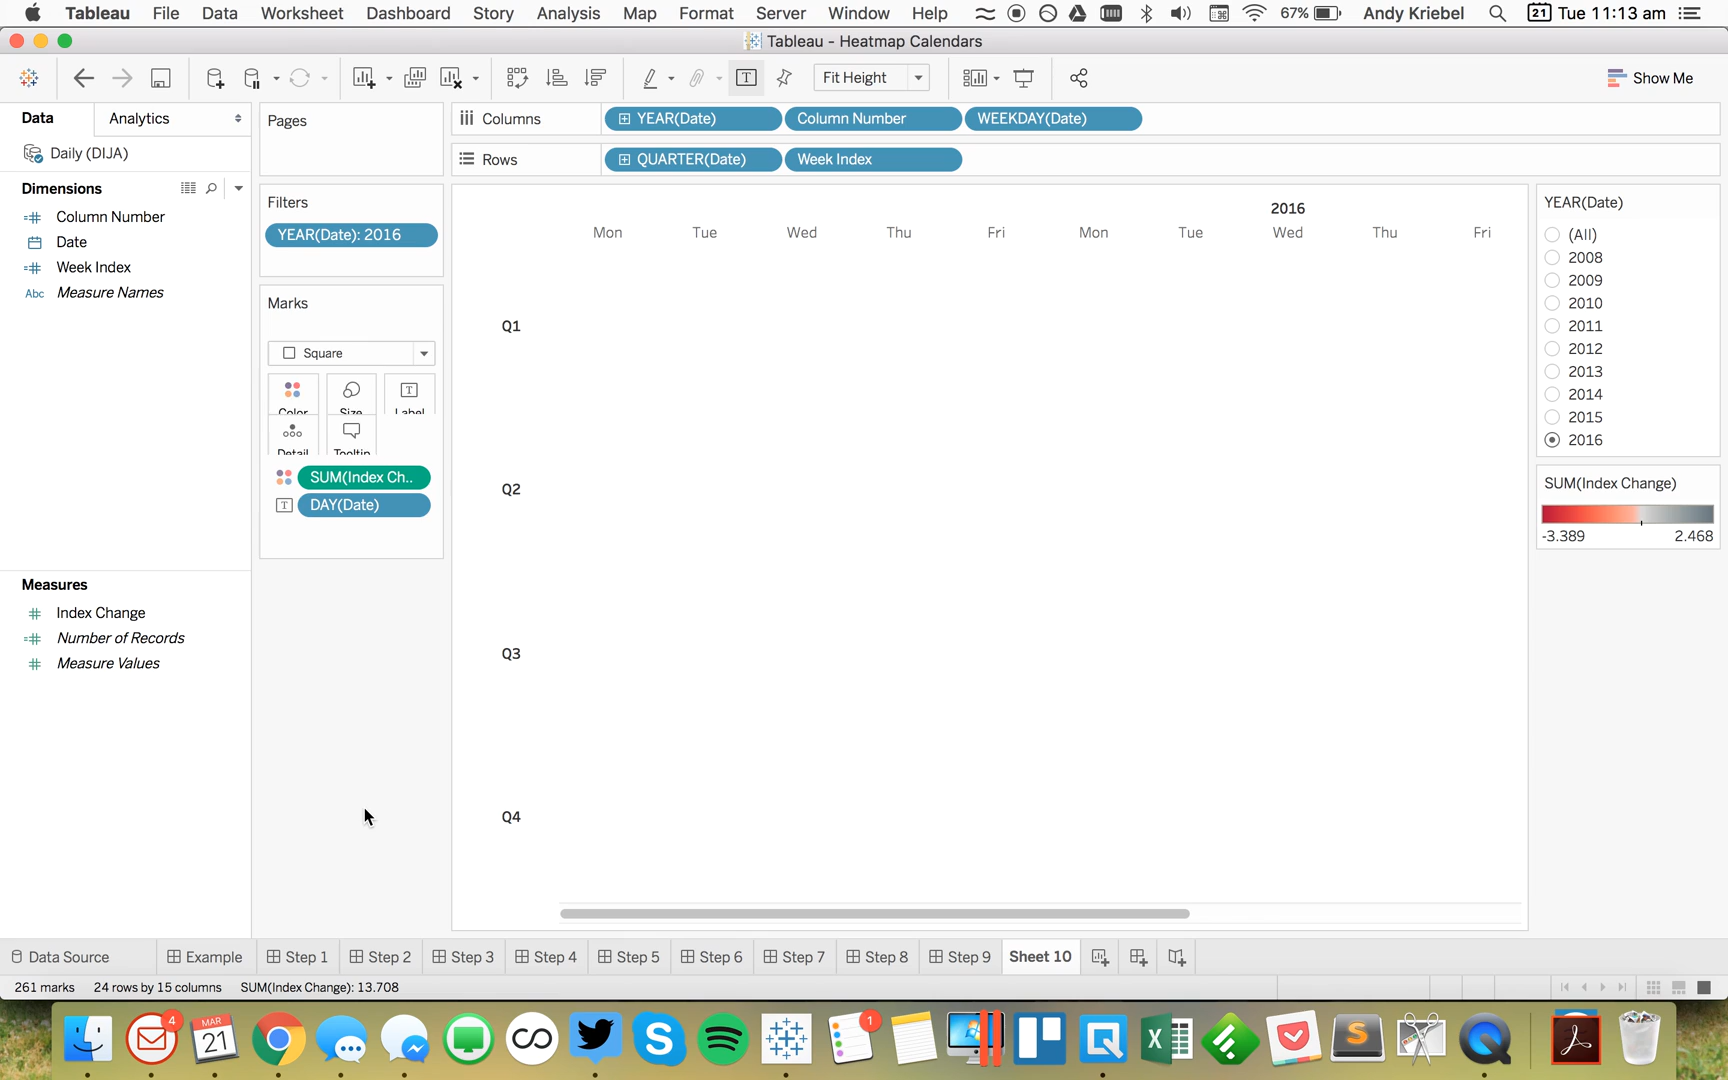 Tableau File Data Worksheet Dashboard Story Analysis Map Format Server Window Help 67% Andy Kriebel 21 Tue 11:13 am
Tableau - Heatmap Calendars
Fit Height
Show Me
Data Analytics
Daily (DIJA)
Dimensions
Column Number
Date
Week Index
Abc Measure Names
Measures
Index Change
Number of Records
Measure Values
Pages
Filters
YEAR(Date): 2016
Marks
Square
Color Size Label
Detail Tooltip
SUM(Index Ch..
DAY(Date)
Columns YEAR(Date) Column Number WEEKDAY(Date)
Rows QUARTER(Date) Week Index
2016
Mon Tue Wed Thu Fri Mon Tue Wed Thu Fri
Q1
Q2
Q3
Q4
YEAR(Date)
(All)
2008
2009
2010
2011
2012
2013
2014
2015
2016
SUM(Index Change)
-3.389 2.468
Data Source Example Step 1 Step 2 Step 3 Step 4 Step 5 Step 6 Step 7 Step 8 Step 9 Sheet 10
261 marks 24 rows by 15 columns SUM(Index Change): 13.708
4 MAR 21 1